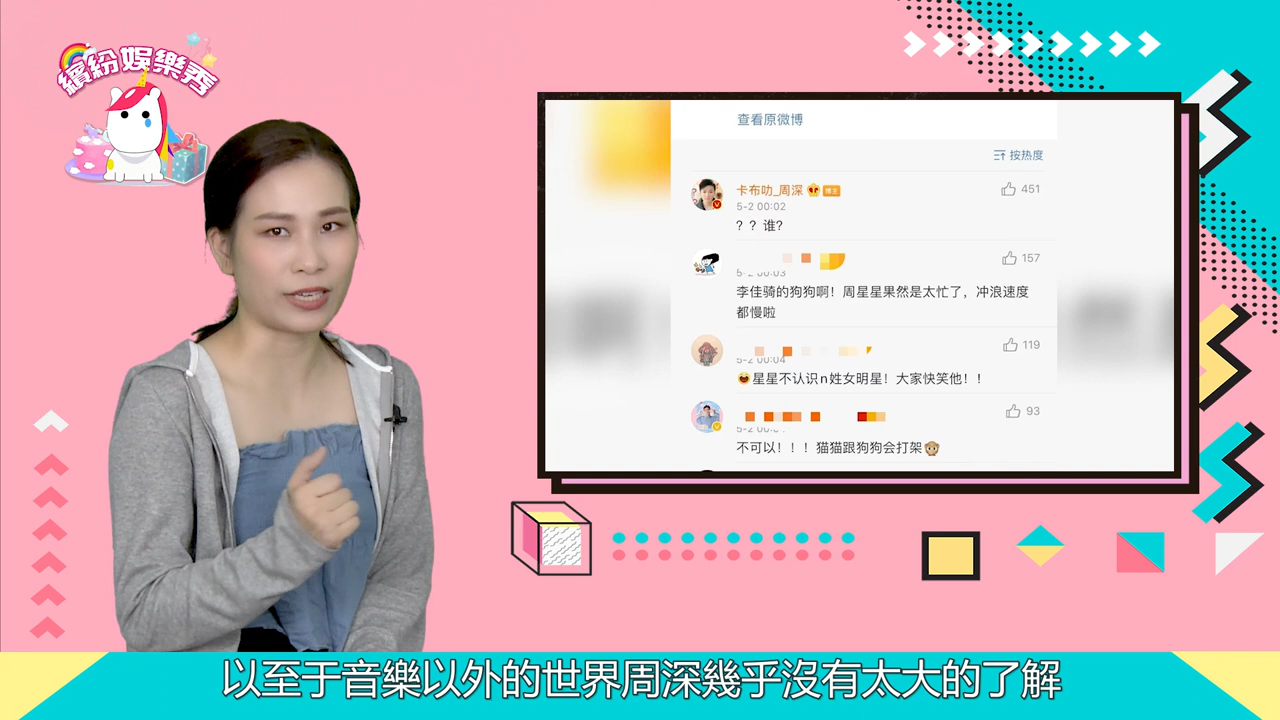 繽紛娛樂秀
查看原微博
按热度
卡布叻_周深 博主
451
5-2 00:02
？？谁?
157
5-2 00:03
李佳骑的狗狗啊！周星星果然是太忙了，冲浪速度
都慢啦
119
5-2 00:04
星星不认识n姓女明星！大家快笑他！！
93
不可以！！！猫猫跟狗狗会打架
以至于音樂以外的世界周深幾乎沒有太大的了解